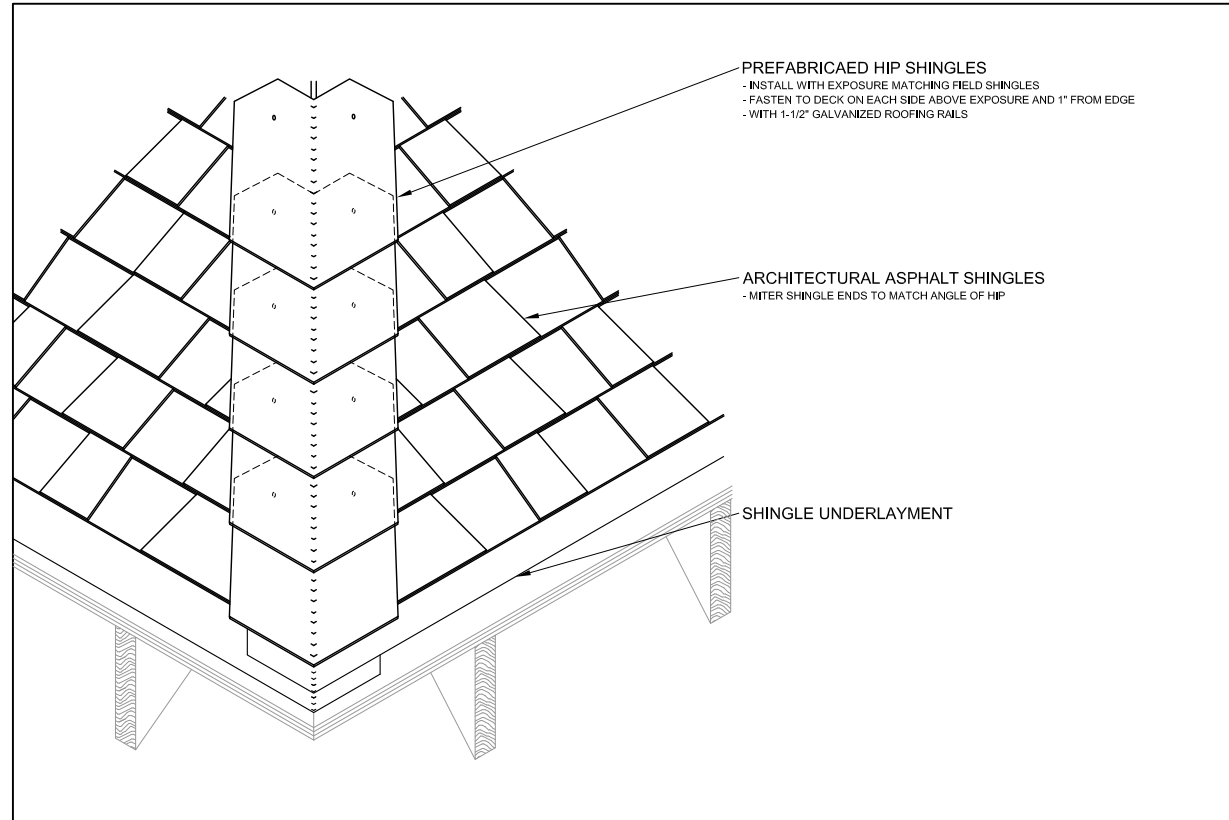 PREFABRICAED HIP SHINGLES
- INSTALL WITH EXPOSURE MATCHING FIELD SHINGLES
- FASTEN TO DECK ON EACH SIDE ABOVE EXPOSURE AND 1" FROM EDGE
- WITH 1-1/2" GALVANIZED ROOFING RAILS
ARCHITECTURAL ASPHALT SHINGLES
- MITER SHINGLE ENDS TO MATCH ANGLE OF HIP
SHINGLE UNDERLAYMENT